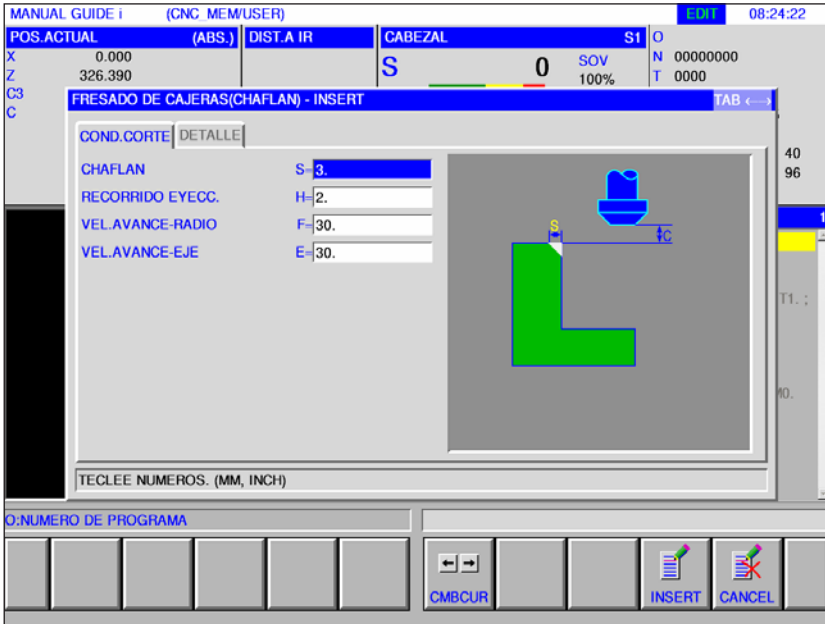 MANUAL GUIDE i (CNC_MEM/USER) EDIT 08:24:22
POS.ACTUAL (ABS.) DIST.A IR CABEZAL S1 O
X 0.000 S 0 SOV N 00000000
Z 326.390 100% T 0000
C3
C
FRESADO DE CAJERAS(CHAFLAN) - INSERT TAB ⟷
COND.CORTE DETALLE
CHAFLAN S=3.
RECORRIDO EYECC. H=2.
VEL.AVANCE-RADIO F=30.
VEL.AVANCE-EJE E=30.
S
C
40
96
1
T1. ;
M0.
TECLEE NUMEROS. (MM, INCH)
O:NUMERO DE PROGRAMA
CMBCUR INSERT CANCEL